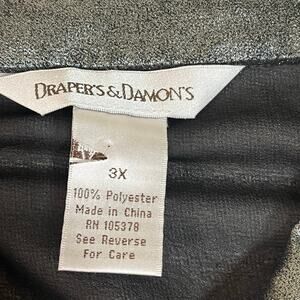 DRAPER'S & DAMON'S
3X
100% Polyester
Made in China
RN 105378
See Reverse
For Care